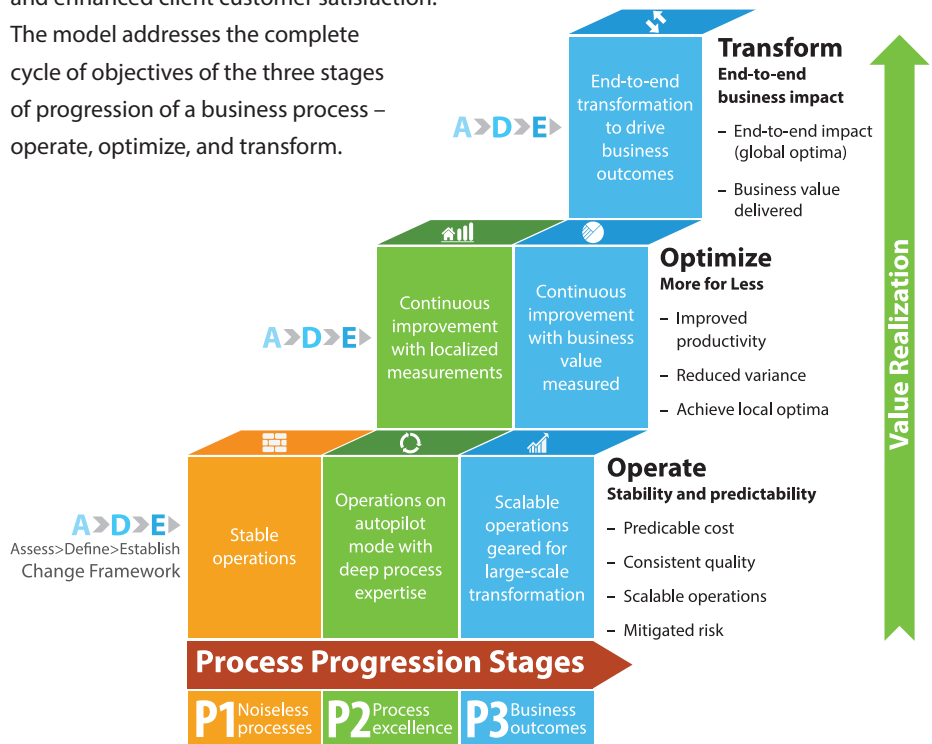 and enhanced client customer satisfaction.
The model addresses the complete
cycle of objectives of the three stages
of progression of a business process –
operate, optimize, and transform.
Transform
End-to-end
business impact
– End-to-end impact
(global optima)
– Business value
delivered
End-to-end
transformation
to drive
business
outcomes
A>D>E
Optimize
More for Less
– Improved
productivity
– Reduced variance
– Achieve local optima
Continuous
improvement
with localized
measurements
Continuous
improvement
with business
value
measured
A>D>E
Operate
Stability and predictability
– Predicable cost
– Consistent quality
– Scalable operations
– Mitigated risk
Stable
operations
Operations on
autopilot
mode with
deep process
expertise
Scalable
operations
geared for
large-scale
transformation
A>D>E
Assess>Define>Establish
Change Framework
Value Realization
Process Progression Stages
P1 Noiseless
processes
P2 Process
excellence
P3 Business
outcomes